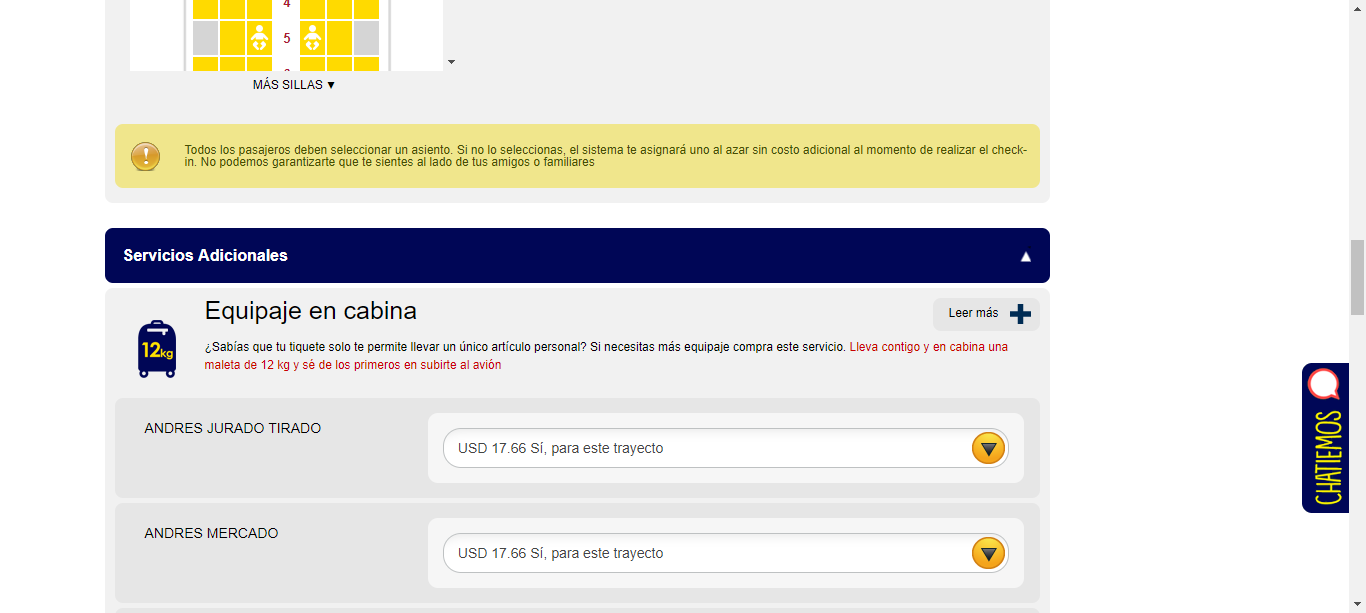 4
5
MÁS SILLAS ▼
Todos los pasajeros deben seleccionar un asiento. Si no lo seleccionas, el sistema te asignará uno al azar sin costo adicional al momento de realizar el check-
in. No podemos garantizarte que te sientes al lado de tus amigos o familiares
Servicios Adicionales
Equipaje en cabina
Leer más
12kg
¿Sabías que tu tiquete solo te permite llevar un único artículo personal? Si necesitas más equipaje compra este servicio. Lleva contigo y en cabina una
maleta de 12 kg y sé de los primeros en subirte al avión
ANDRES JURADO TIRADO
USD 17.66 Sí, para este trayecto
ANDRES MERCADO
USD 17.66 Sí, para este trayecto
CHATIEMOS